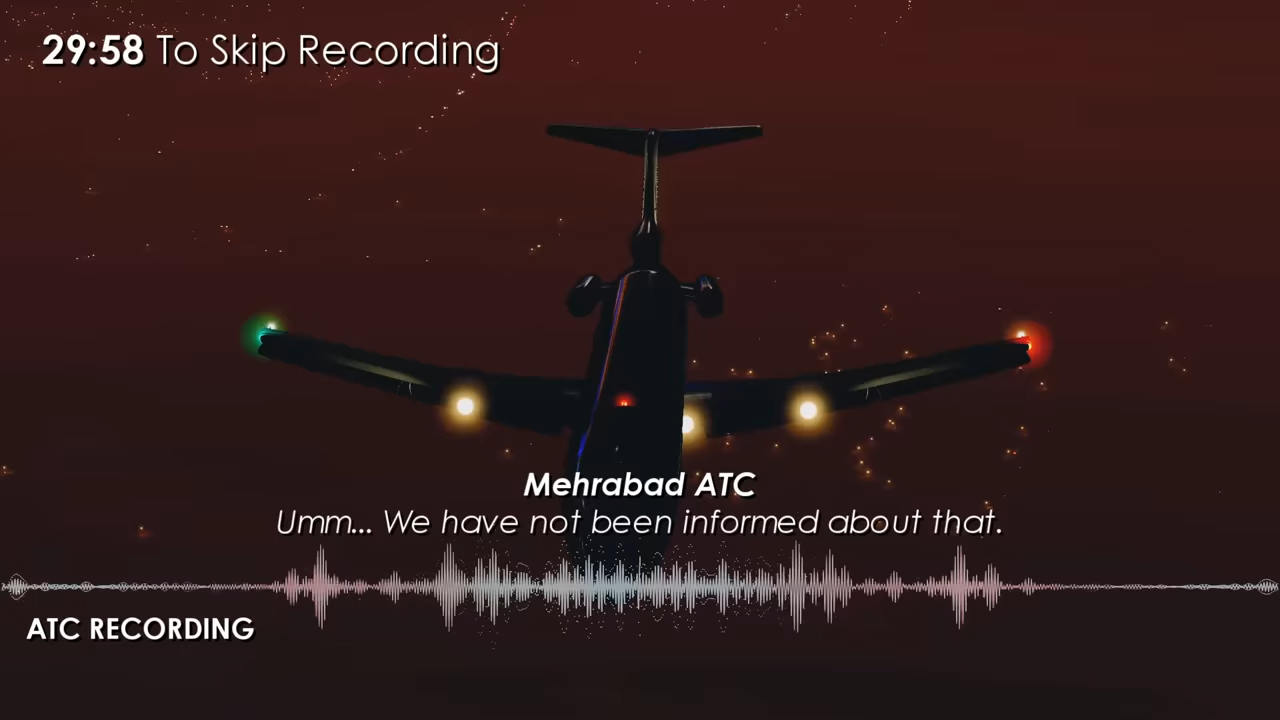 29:58 To Skip Recording
Mehrabad ATC
Umm... We have not been informed about that.
ATC RECORDING